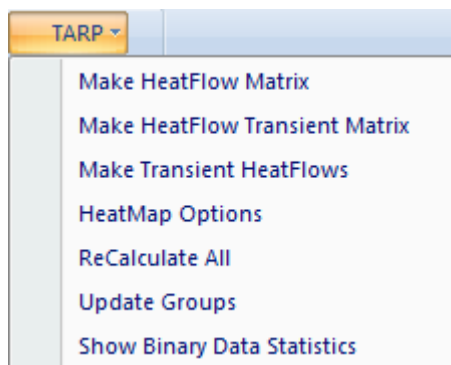 TARP
Make HeatFlow Matrix
Make HeatFlow Transient Matrix
Make Transient HeatFlows
HeatMap Options
ReCalculate All
Update Groups
Show Binary Data Statistics